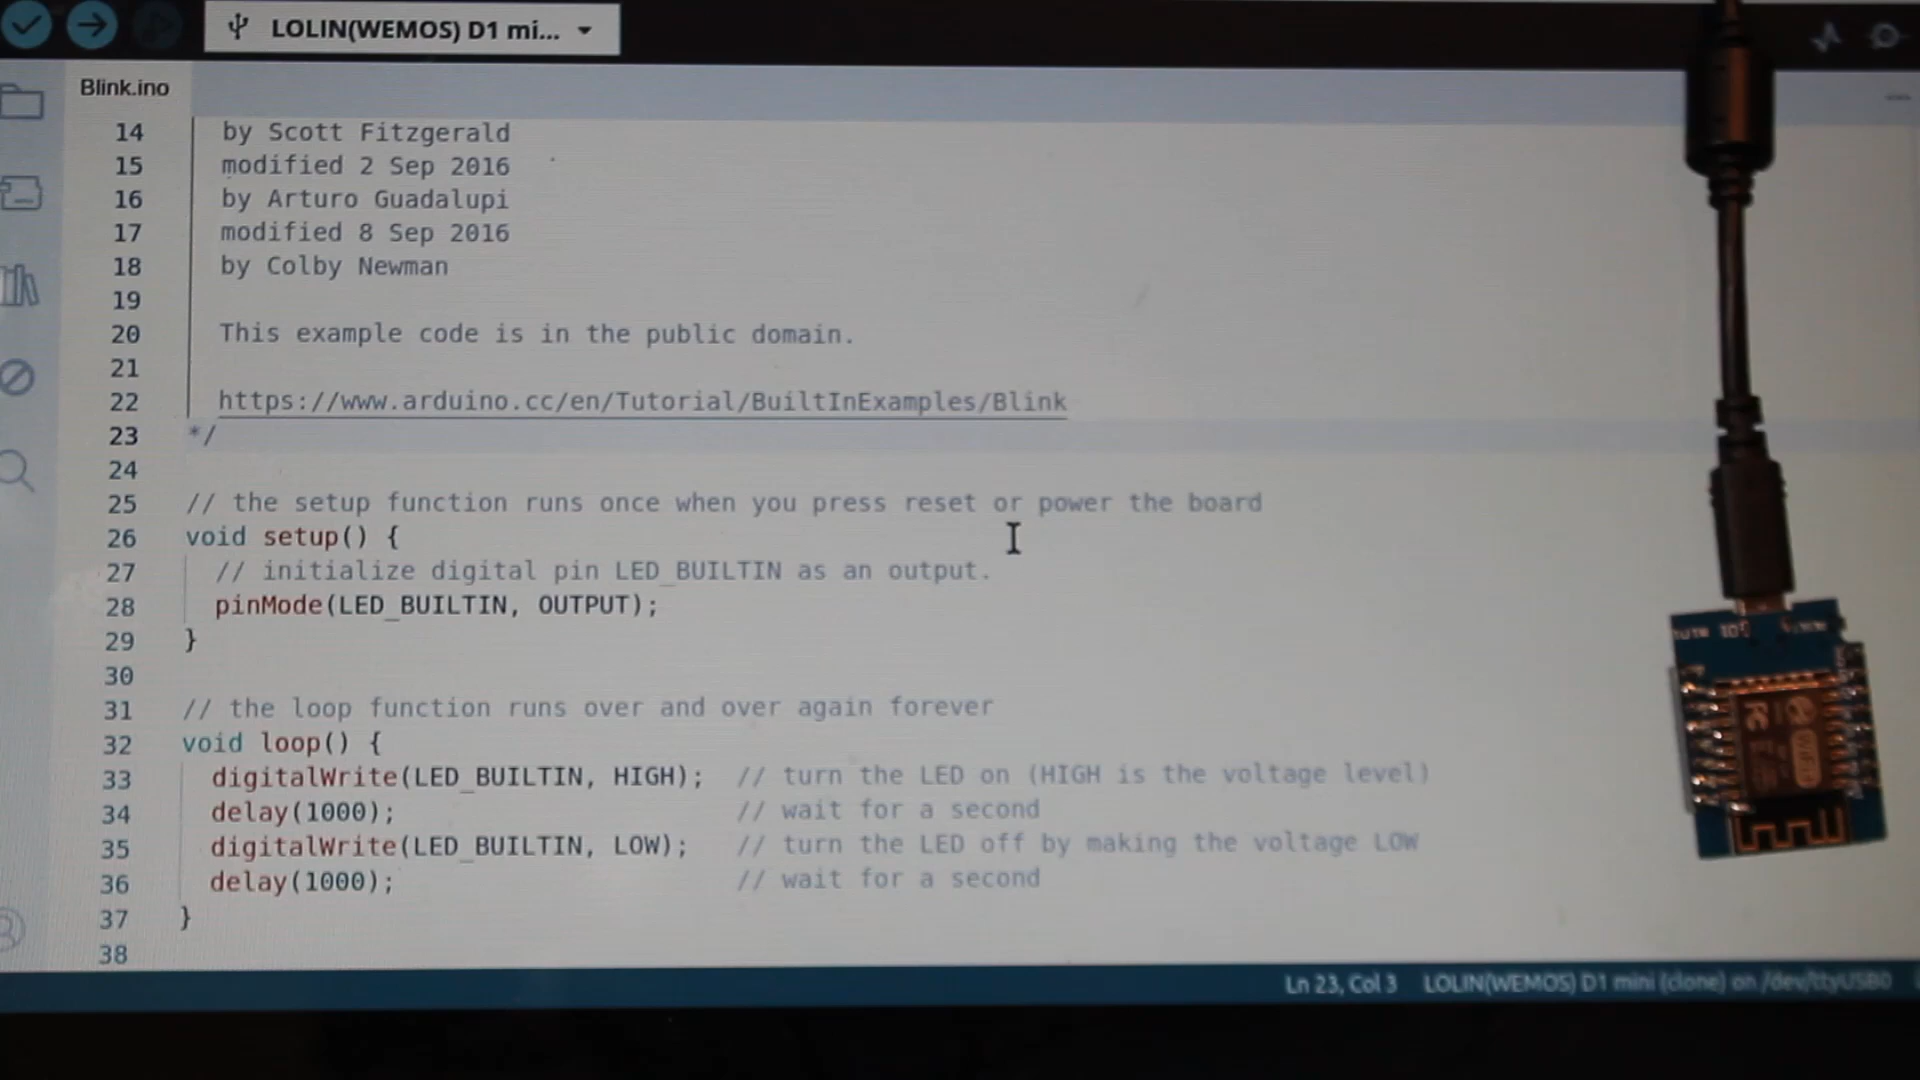 LOLIN(WEMOS) D1 mi...
Blink.ino
14 by Scott Fitzgerald
15 modified 2 Sep 2016
16 by Arturo Guadalupi
17 modified 8 Sep 2016
18 by Colby Newman
19
20 This example code is in the public domain.
21
22 https://www.arduino.cc/en/Tutorial/BuiltInExamples/Blink
23 */
24
25 // the setup function runs once when you press reset or power the board
26 void setup() {
27 // initialize digital pin LED_BUILTIN as an output.
28 pinMode(LED_BUILTIN, OUTPUT);
29 }
30
31 // the loop function runs over and over again forever
32 void loop() {
33 digitalWrite(LED_BUILTIN, HIGH); // turn the LED on (HIGH is the voltage level)
34 delay(1000); // wait for a second
35 digitalWrite(LED_BUILTIN, LOW); // turn the LED off by making the voltage LOW
36 delay(1000); // wait for a second
37 }
38
Ln 23, Col 3 LOLIN(WEMOS) D1 mini (clone) on /dev/ttyUSB0
WiFi